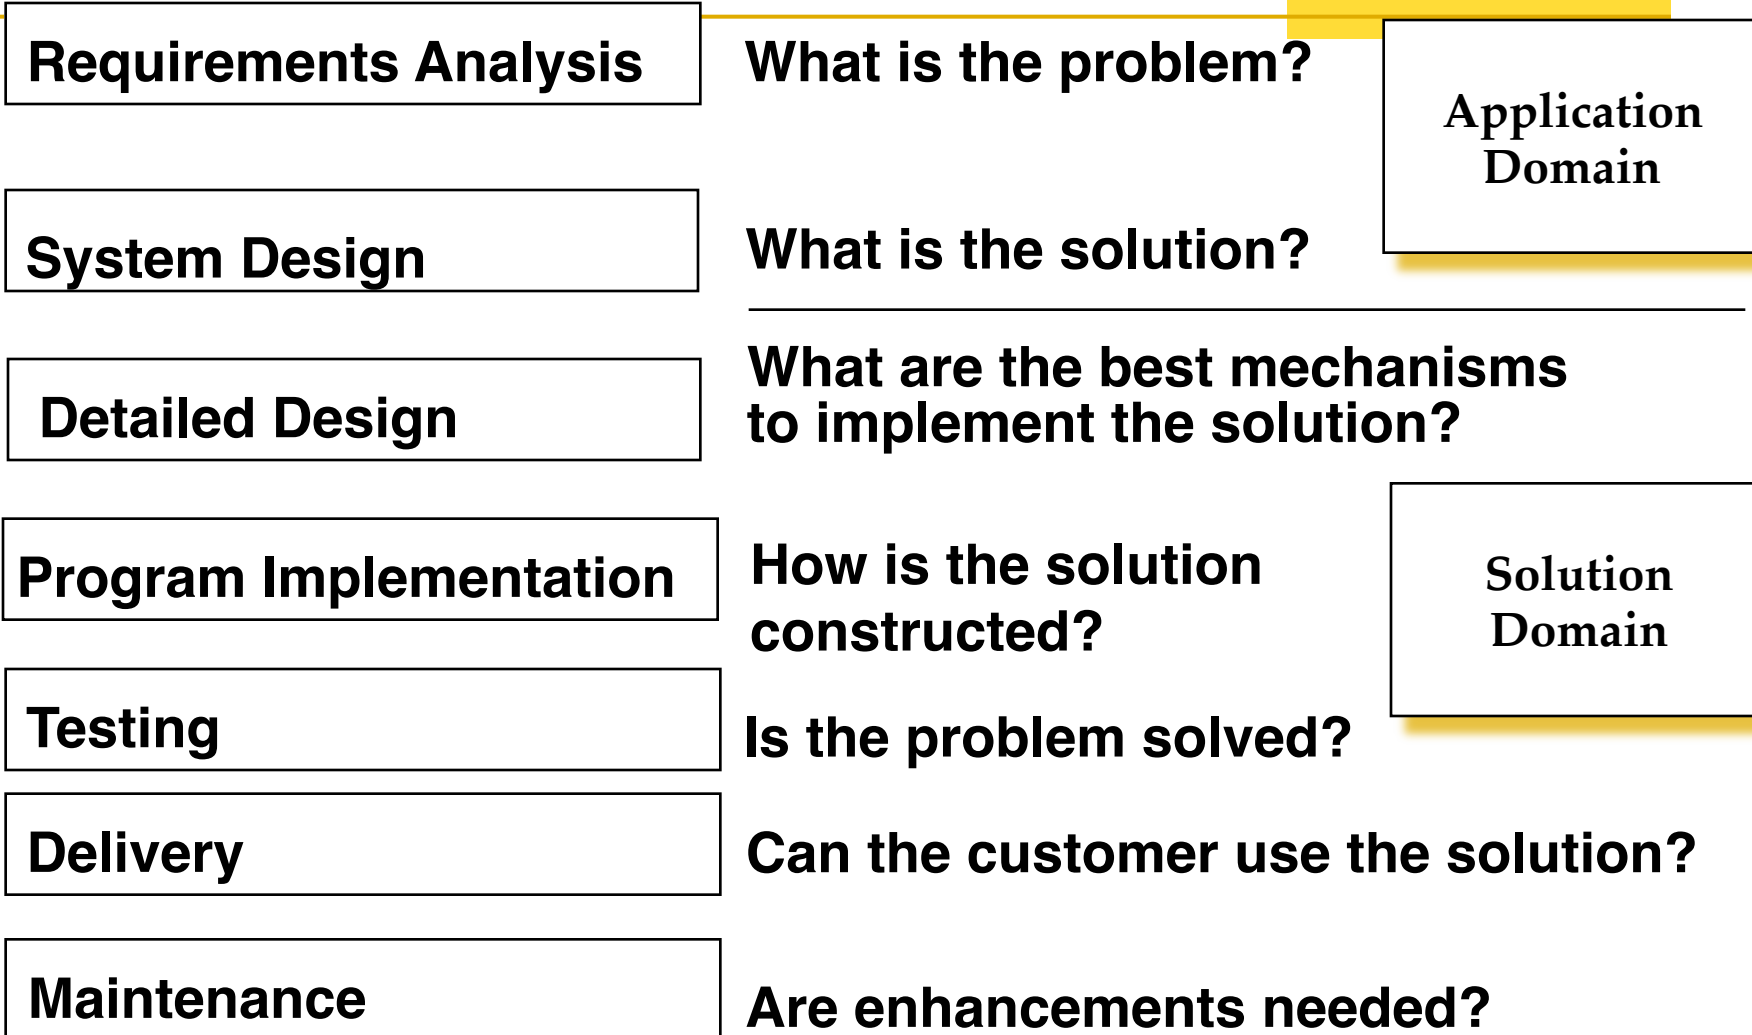 Requirements Analysis
What is the problem?
Application
Domain
System Design
What is the solution?
Detailed Design
What are the best mechanisms
to implement the solution?
Program Implementation
How is the solution
constructed?
Solution
Domain
Testing
Is the problem solved?
Delivery
Can the customer use the solution?
Maintenance
Are enhancements needed?